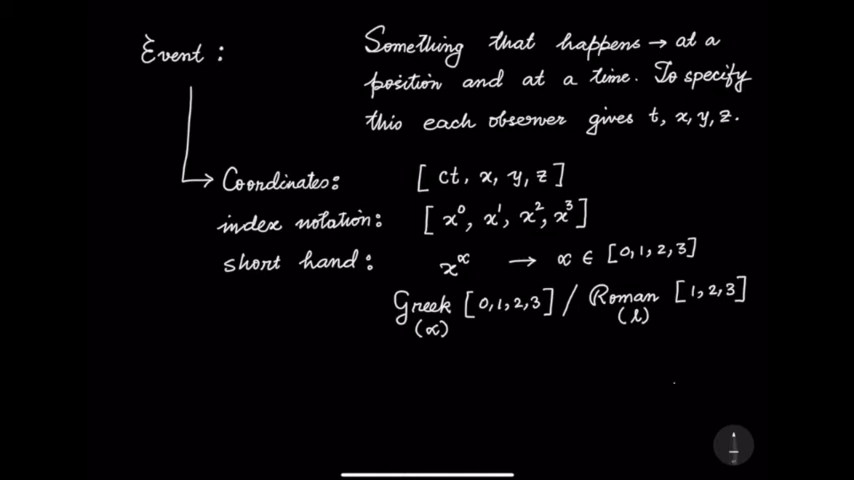 Event : Something that happens → at a
position and at a time. To specify
this each observer gives t, x, y, z.
Coordinates: [ ct, x, y, z ]
index notation: [ x⁰, x¹, x², x³ ]
short hand: x^α → α ∈ [0,1,2,3]
Greek [0,1,2,3] / Roman [1,2,3]
(α) (l)